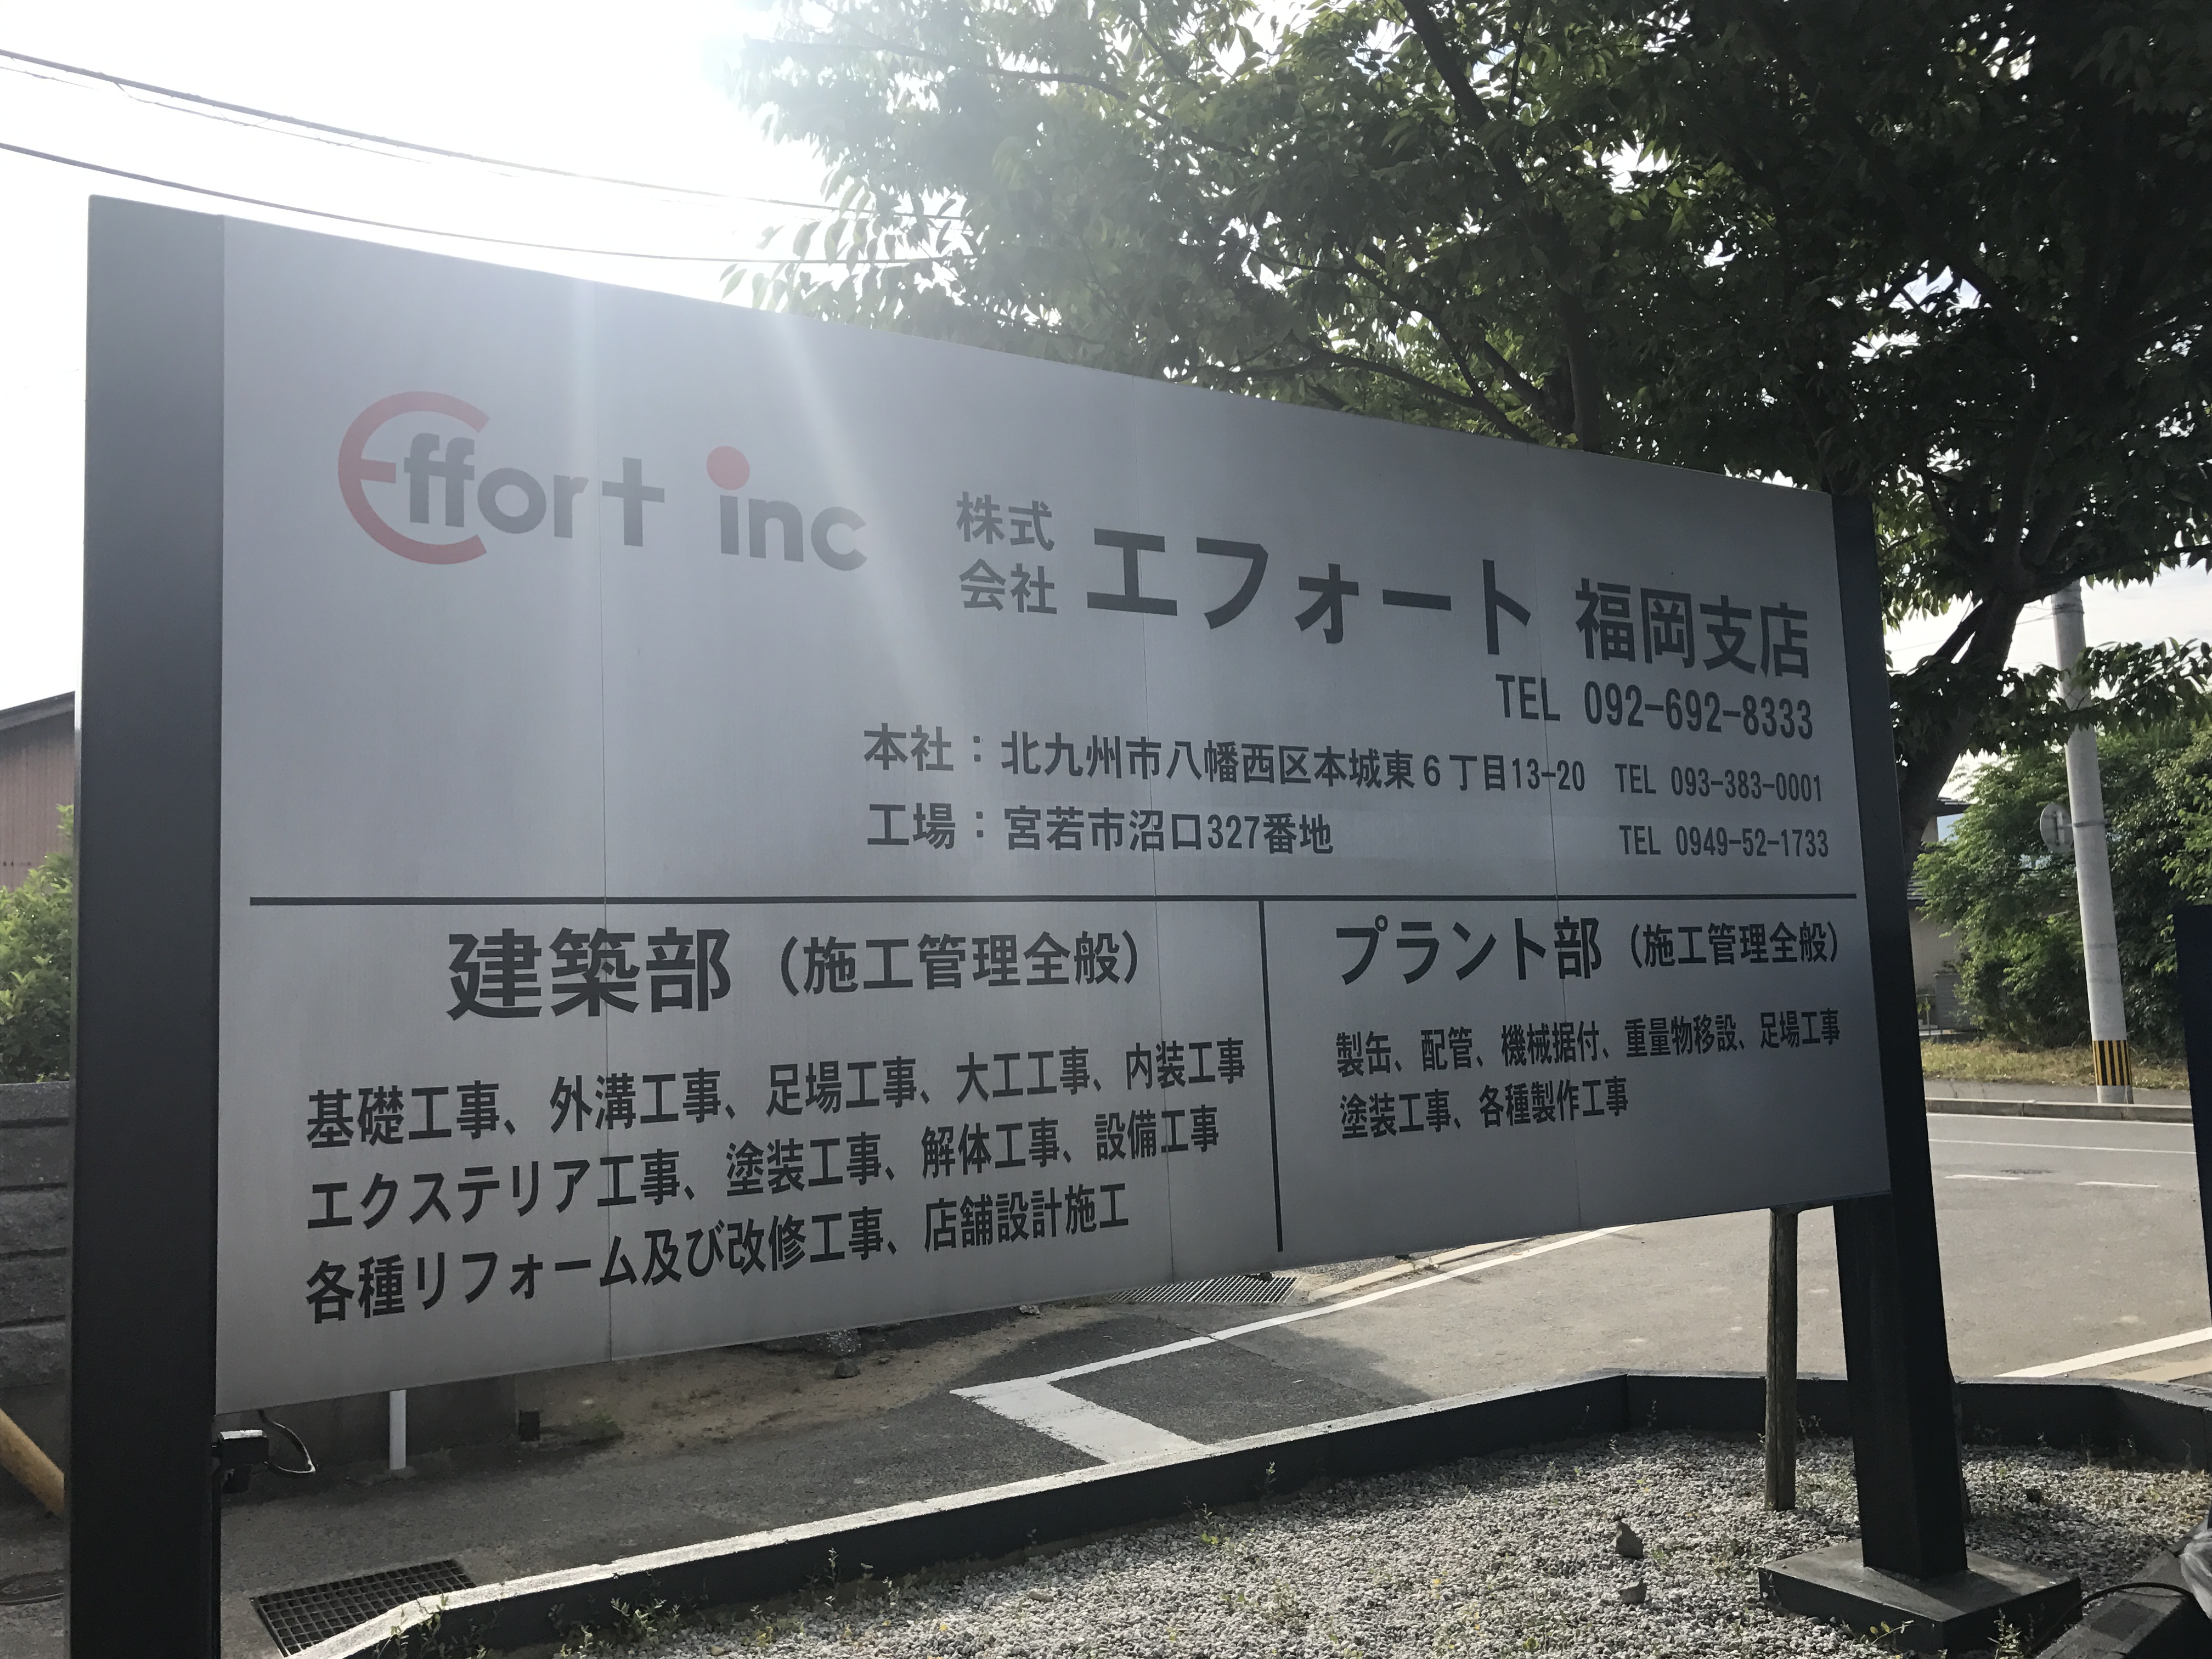 Effort inc
株式会社 エフォート 福岡支店
TEL 092-692-8333
本社：北九州市八幡西区本城東６丁目13-20 TEL 093-383-0001
工場：宮若市沼口327番地 TEL 0949-52-1733
建築部（施工管理全般）
基礎工事、外溝工事、足場工事、大工工事、内装工事
エクステリア工事、塗装工事、解体工事、設備工事
各種リフォーム及び改修工事、店舗設計施工
プラント部（施工管理全般）
製缶、配管、機械据付、重量物移設、足場工事
塗装工事、各種製作工事